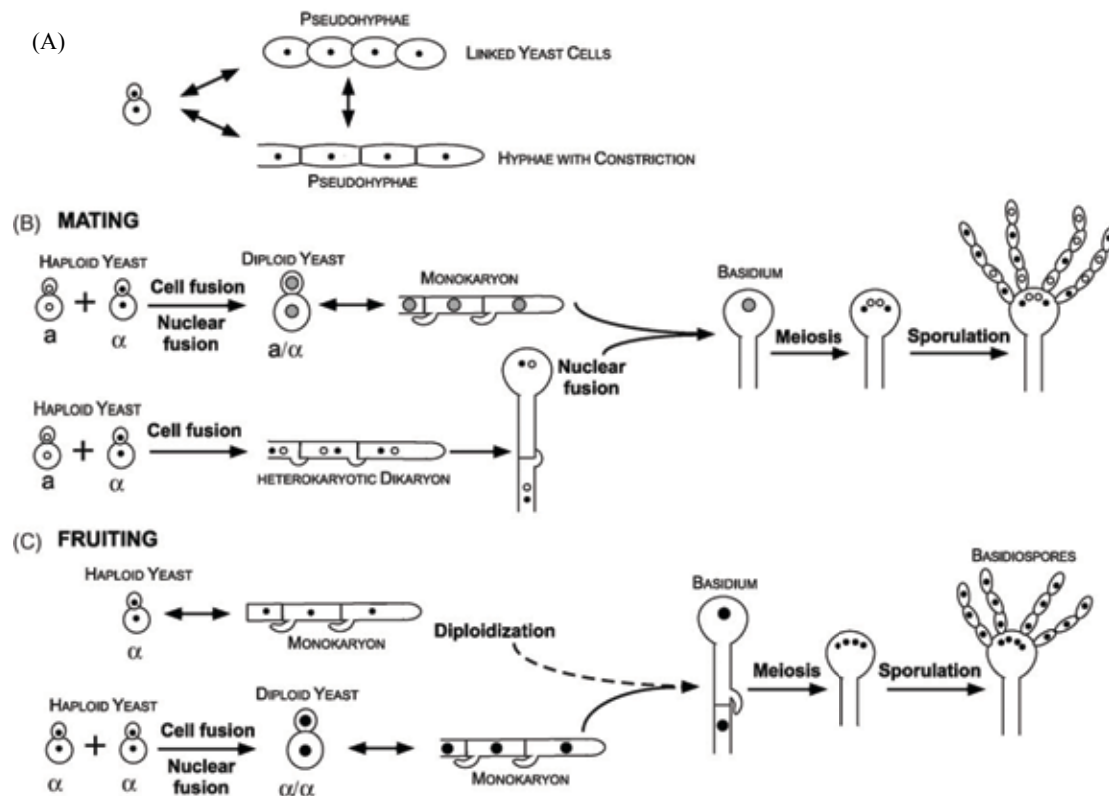 (A)
PSEUDOHYPHAE
LINKED YEAST CELLS
HYPHAE WITH CONSTRICTION
PSEUDOHYPHAE
(B) MATING
HAPLOID YEAST
a + α
Cell fusion
Nuclear
fusion
DIPLOID YEAST
a/α
MONOKARYON
BASIDIUM
Meiosis
Sporulation
Nuclear
fusion
HAPLOID YEAST
a + α
Cell fusion
HETEROKARYOTIC DIKARYON
(C) FRUITING
HAPLOID YEAST
α
MONOKARYON
Diploidization
BASIDIUM
Meiosis
Sporulation
BASIDIOSPORES
HAPLOID YEAST
α + α
Cell fusion
Nuclear
fusion
DIPLOID YEAST
α/α
MONOKARYON